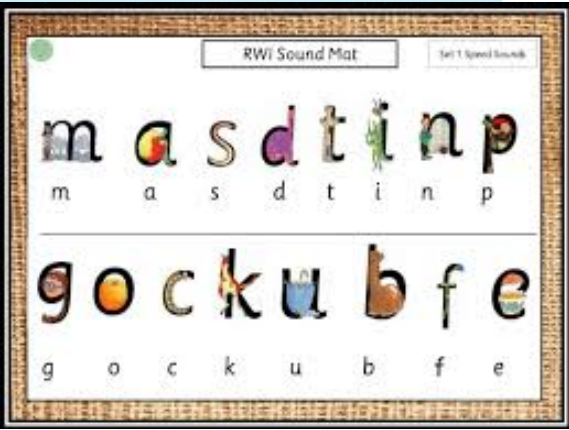 RWi Sound Mat
Set 1 Speed Sounds
m a s d t i n p
m a s d t i n p
g o c k u b f e
g o c k u b f e